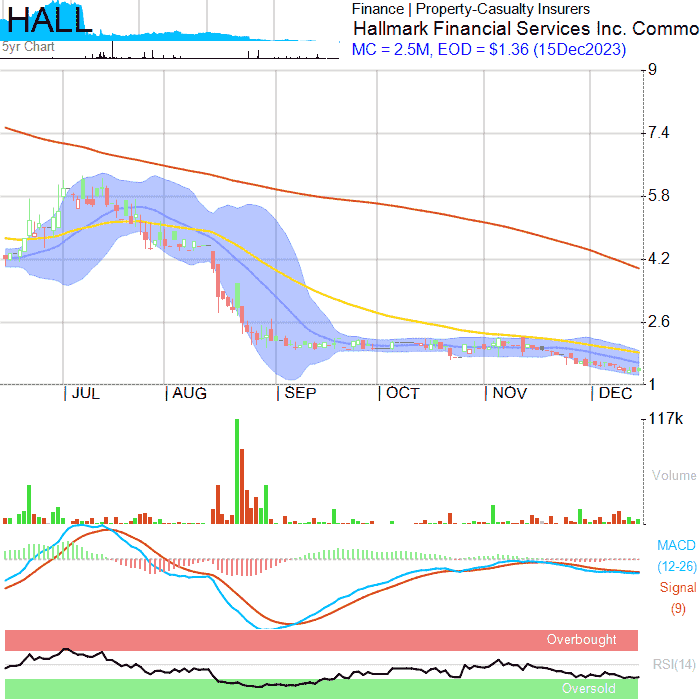 HALL
5yr Chart
Finance | Property-Casualty Insurers
Hallmark Financial Services Inc. Commo
MC = 2.5M, EOD = $1.36 (15Dec2023)
9
7.4
5.8
4.2
2.6
1
JUL AUG SEP OCT NOV DEC
117k
Volume
MACD
(12-26)
Signal
(9)
Overbought
RSI(14)
Oversold